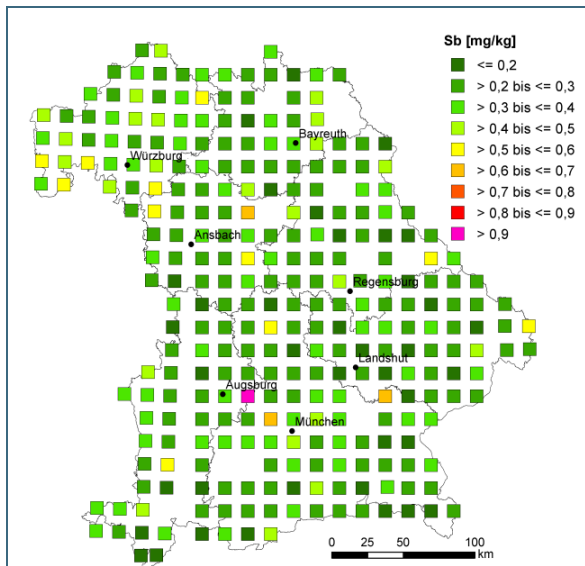 Sb [mg/kg]
<= 0,2
> 0,2 bis <= 0,3
> 0,3 bis <= 0,4
> 0,4 bis <= 0,5
> 0,5 bis <= 0,6
> 0,6 bis <= 0,7
> 0,7 bis <= 0,8
> 0,8 bis <= 0,9
> 0,9
Bayreuth
Würzburg
Ansbach
Regensburg
Landshut
Augsburg
München
0 25 50 100
km